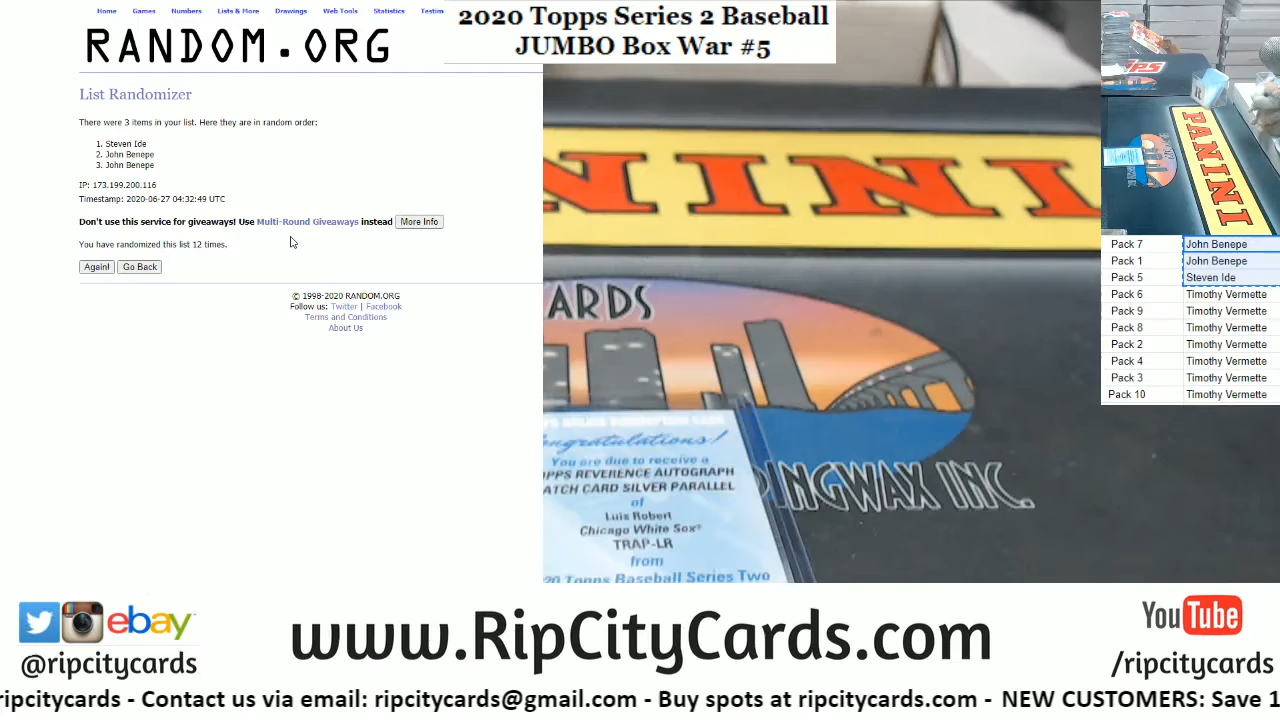 Home Games Numbers Lists & More Drawings Web Tools Statistics Testim
RANDOM.ORG
2020 Topps Series 2 Baseball
JUMBO Box War #5
List Randomizer
There were 3 items in your list. Here they are in random order:
1. Steven Ide
2. John Benepe
3. John Benepe
IP: 173.199.200.116
Timestamp: 2020-06-27 04:32:49 UTC
Don't use this service for giveaways! Use Multi-Round Giveaways instead More Info
You have randomized this list 12 times.
Again! Go Back
© 1998-2020 RANDOM.ORG
Follow us: Twitter | Facebook
Terms and Conditions
About Us
NINI
ARDS
PINGWAX INC.
ongratulations!
You are due to receive a
OPPS REVERENCE AUTOGRAPH
ATCH CARD SILVER PARALLEL
of
Luis Robert
Chicago White Sox
TRAP-LR
from
20 Topps Baseball Series Two
PANINI
Pack 7 John Benepe
Pack 1 John Benepe
Pack 5 Steven Ide
Pack 6 Timothy Vermette
Pack 9 Timothy Vermette
Pack 8 Timothy Vermette
Pack 2 Timothy Vermette
Pack 4 Timothy Vermette
Pack 3 Timothy Vermette
Pack 10 Timothy Vermette
ebay
@ripcitycards
www.RipCityCards.com
YouTube
/ripcitycards
ripcitycards - Contact us via email: ripcitycards@gmail.com - Buy spots at ripcitycards.com - NEW CUSTOMERS: Save 1